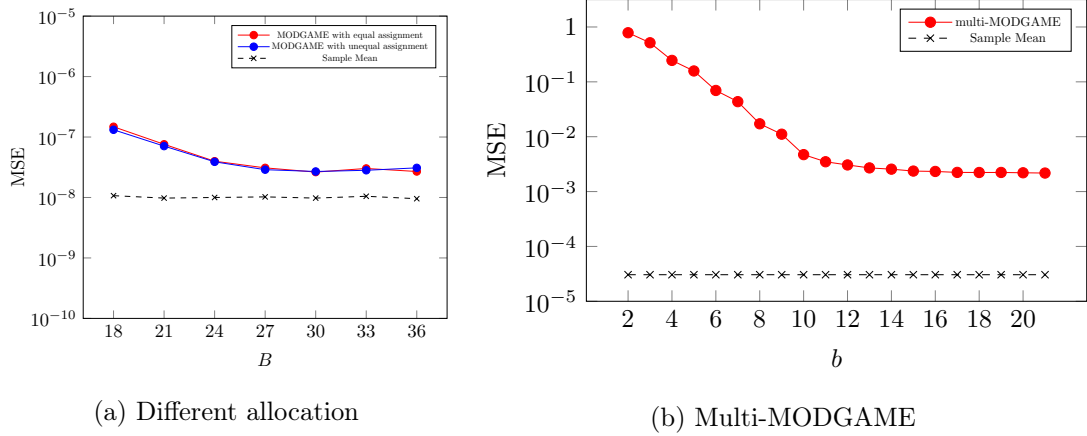 10^−5
10^−6
10^−7
10^−8
10^−9
10^−10
MSE
18 21 24 27 30 33 36
B
MODGAME with equal assignment
MODGAME with unequal assignment
Sample Mean
(a) Different allocation
1
10^−1
10^−2
10^−3
10^−4
10^−5
MSE
2 4 6 8 10 12 14 16 18 20
b
multi-MODGAME
Sample Mean
(b) Multi-MODGAME